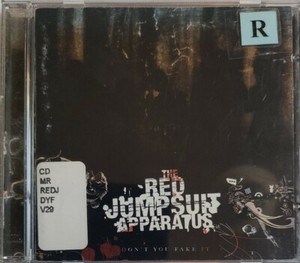 R
CD
MR
REDJ
DYF
V29
THE
RED
JUMPSUIT
APPARATUS
DON'T YOU FAKE IT